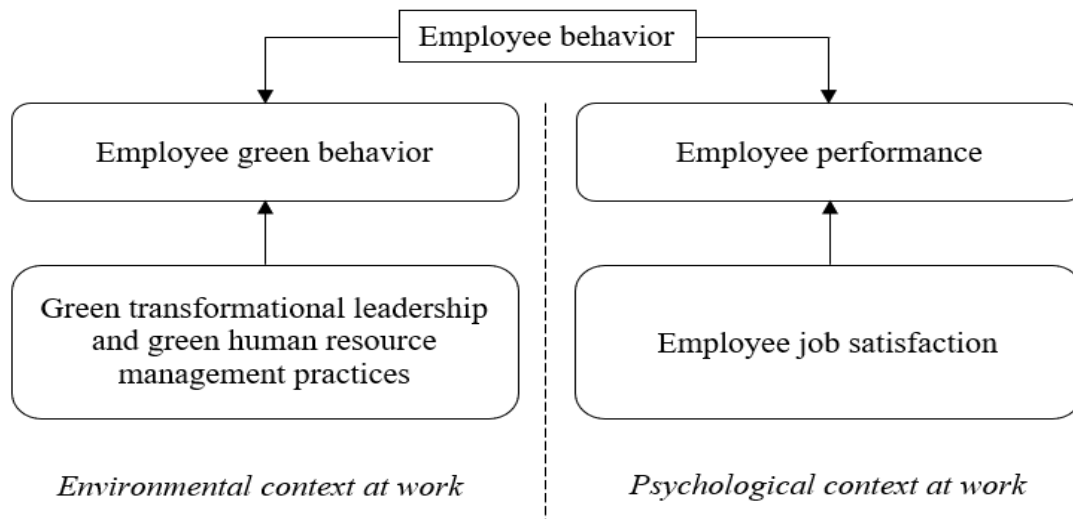 Employee behavior
Employee green behavior
Employee performance
Green transformational leadership
and green human resource
management practices
Employee job satisfaction
Environmental context at work
Psychological context at work